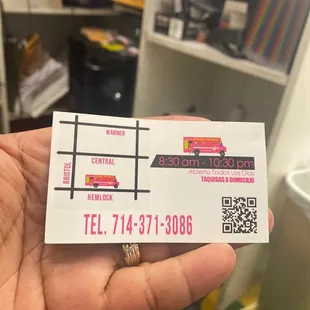 WARNER
CENTRAL
BRISTOL
HEMLOCK
8:30 am - 10:30 pm
Abierto Todos Los Dias
TAQUISAS A DOMICILIO
TEL. 714-371-3086